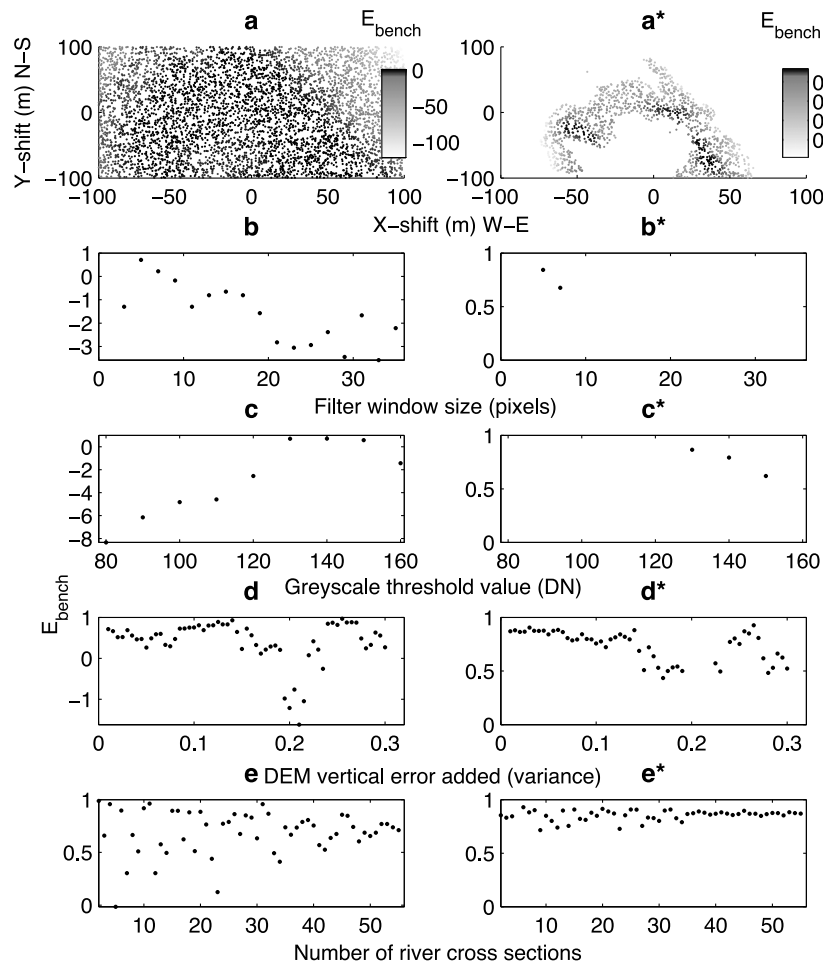 a E_bench a* E_bench
Y−shift (m) N−S
100
0
−100
0
−50
−100
0
0
0
0
−100 −50 0 50 100 −100 −50 0 50 100
X−shift (m) W−E
b b*
1
0
−1
−2
−3
1
0.5
0
0 10 20 30 0 10 20 30
Filter window size (pixels)
c c*
0
−2
−4
−6
−8
1
0.5
0
80 100 120 140 160 80 100 120 140 160
Greyscale threshold value (DN)
d d*
E_bench
1
0
−1
1
0.5
0
0 0.1 0.2 0.3 0 0.1 0.2 0.3
DEM vertical error added (variance)
e e*
1
0.5
0
1
0.5
0
10 20 30 40 50 10 20 30 40 50
Number of river cross sections